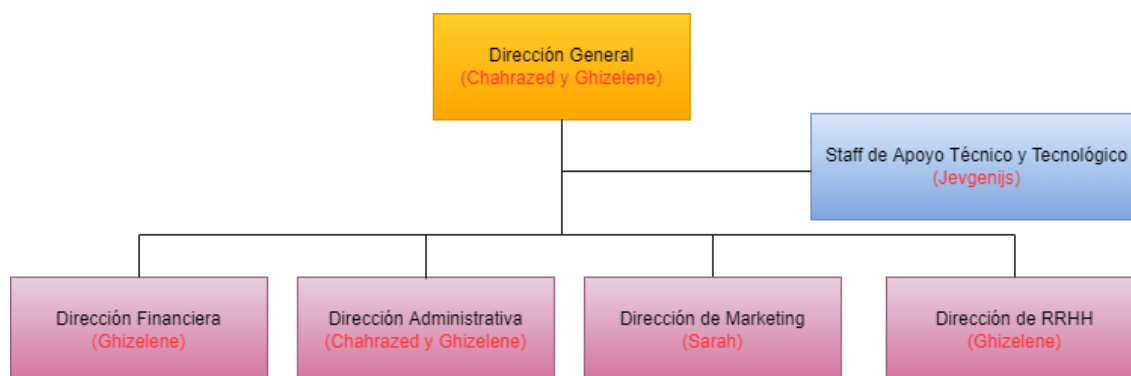 Dirección General
(Chahrazed y Ghizelene)
Staff de Apoyo Técnico y Tecnológico
(Jevgenijs)
Dirección Financiera
(Ghizelene)
Dirección Administrativa
(Chahrazed y Ghizelene)
Dirección de Marketing
(Sarah)
Dirección de RRHH
(Ghizelene)